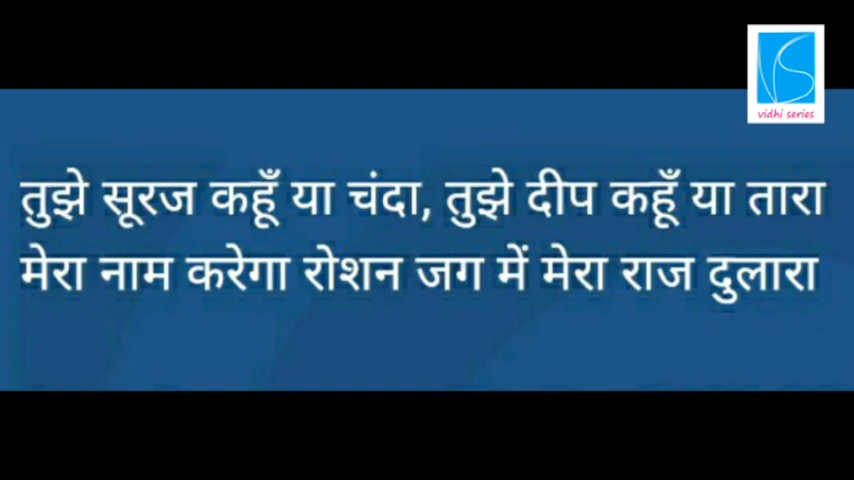 vidhi series
तुझे सूरज कहूँ या चंदा, तुझे दीप कहूँ या तारा
मेरा नाम करेगा रोशन जग में मेरा राज दुलारा